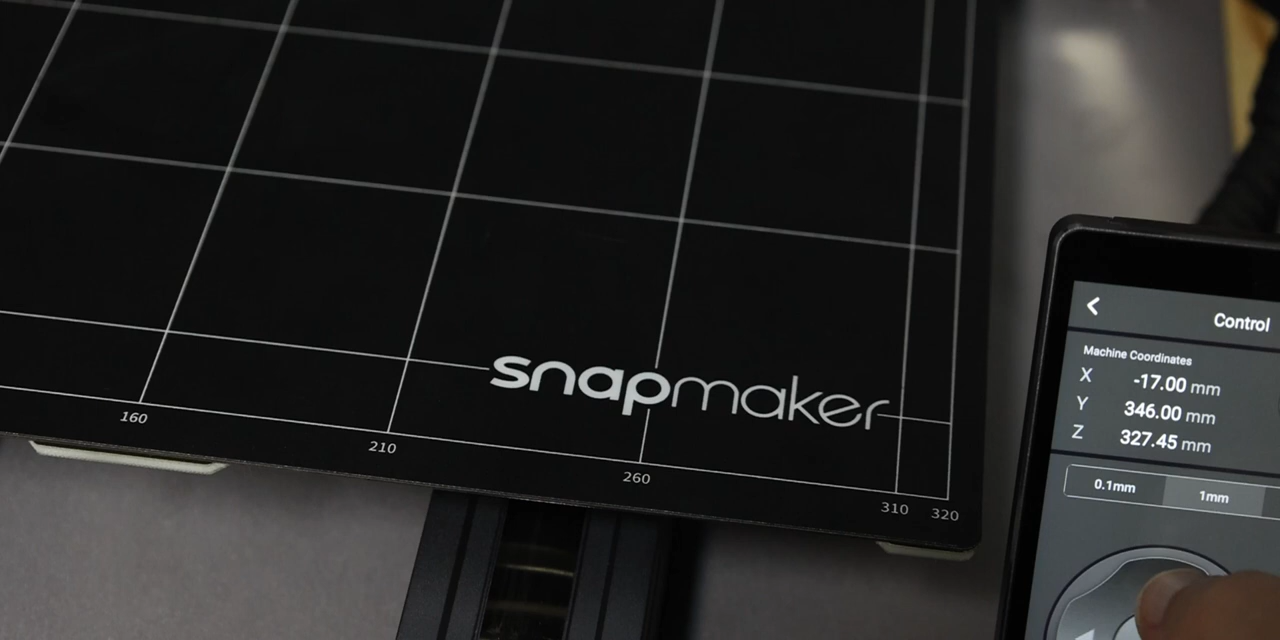 snapmaker
160
210
260
310
320
Control
Machine Coordinates
X -17.00 mm
Y 346.00 mm
Z 327.45 mm
0.1mm
1mm